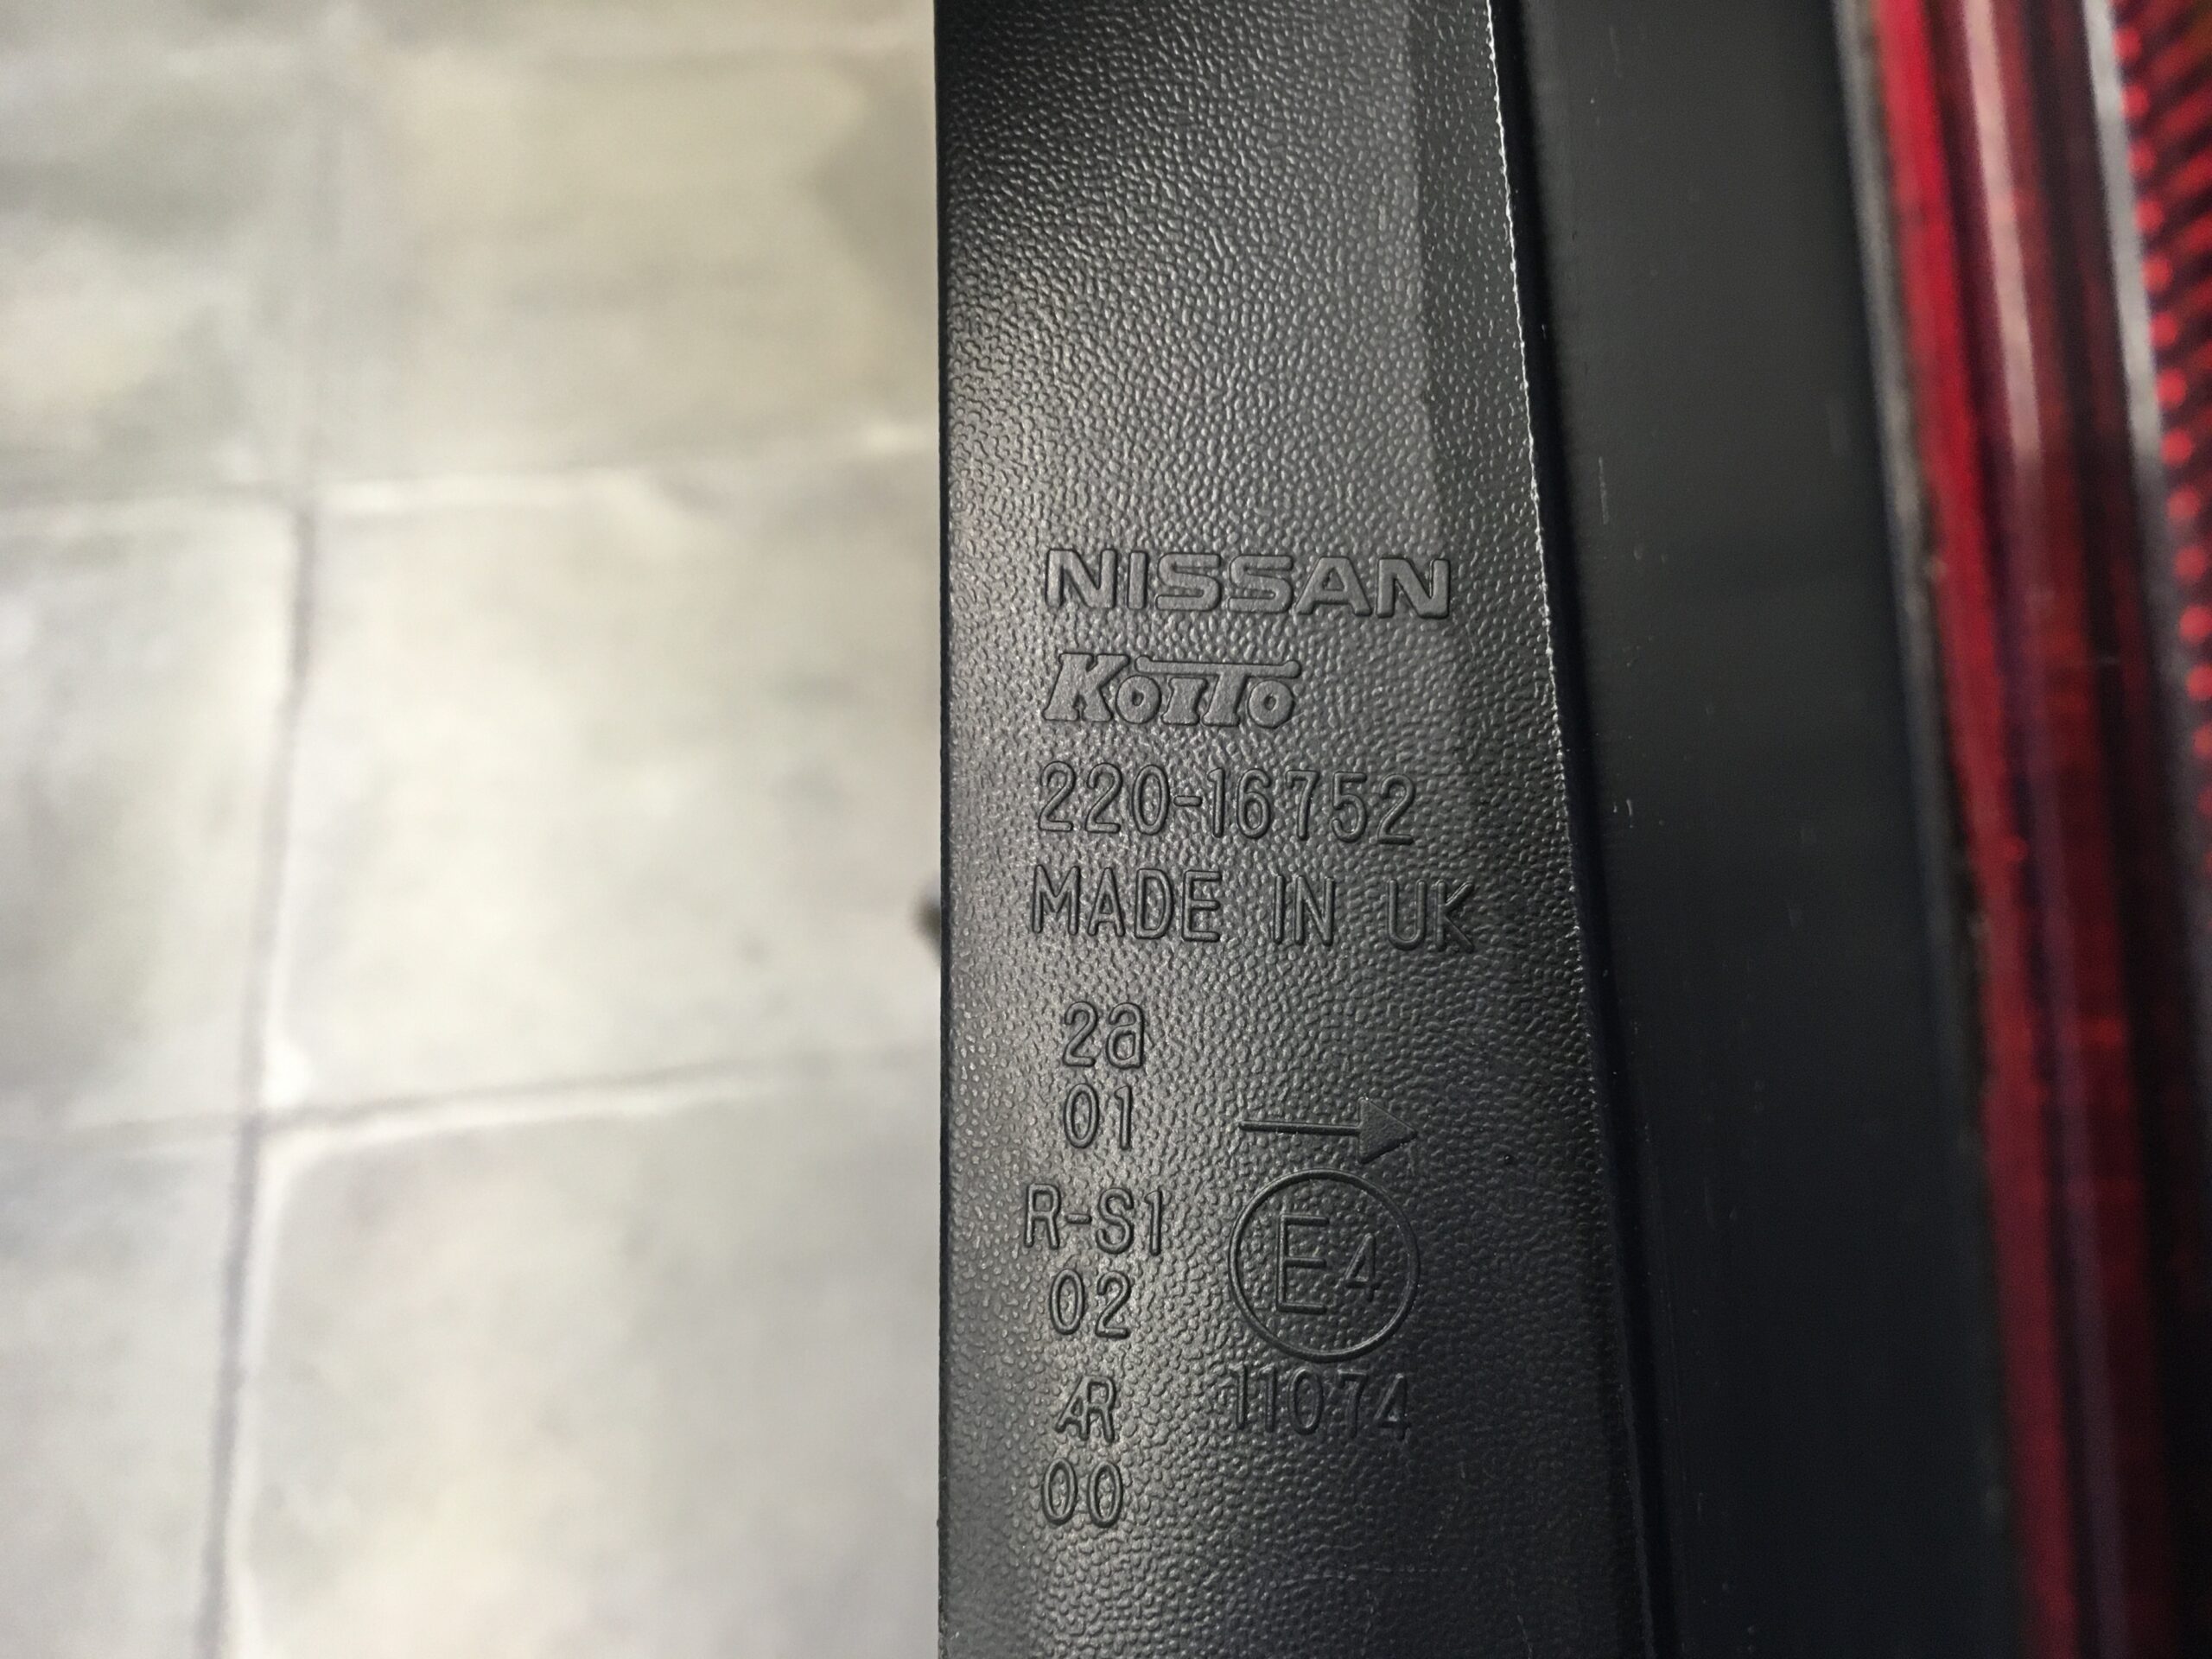 NISSAN
KOITO
220-16752
MADE IN UK
2a
01
R-S1
02
AR
00
E4
11074